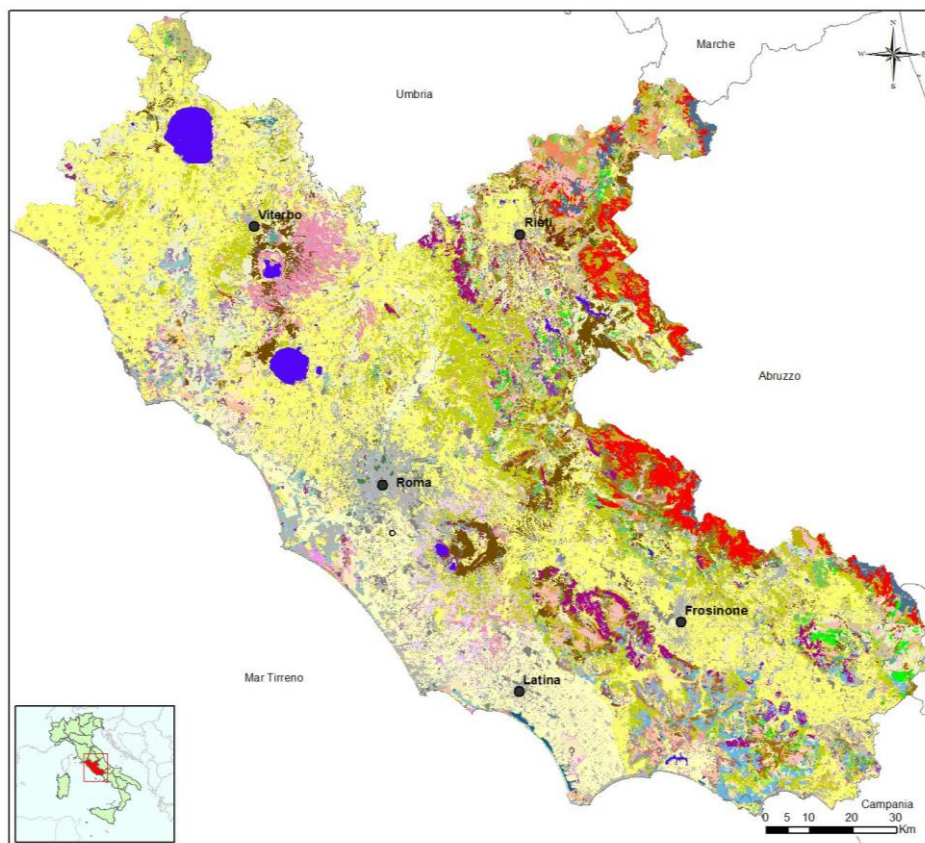 Marche
N
W
E
S
Umbria
Viterbo
Rieti
Abruzzo
Roma
Frosinone
Mar Tirreno
Latina
Campania
0 5 10 20 30
Km